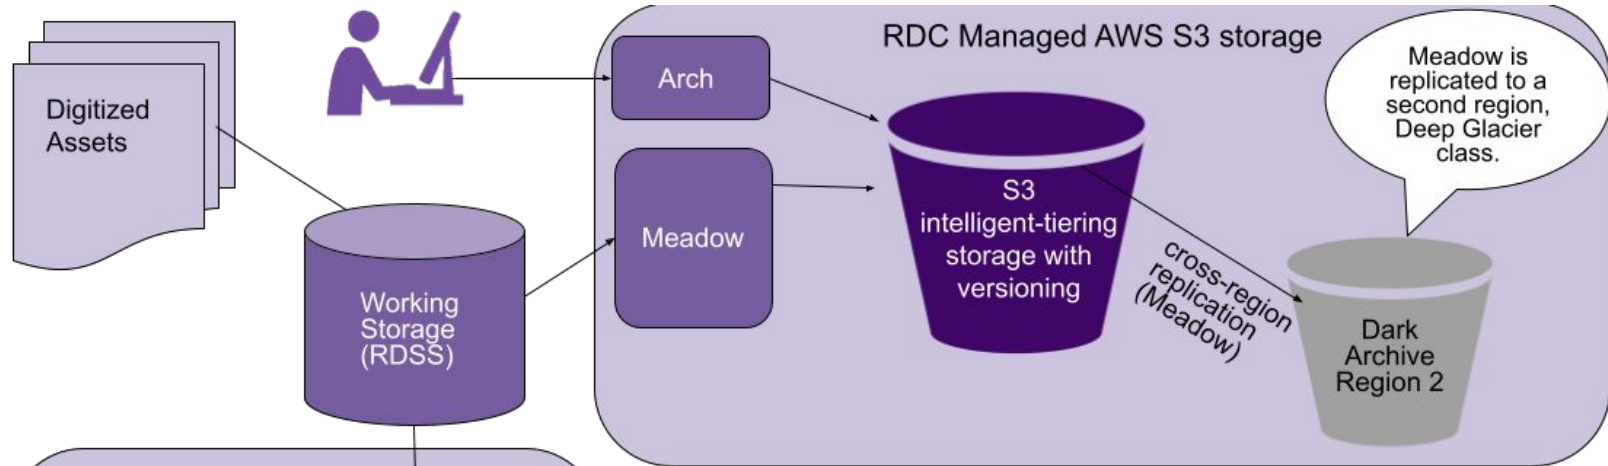 RDC Managed AWS S3 storage
Digitized
Assets
Arch
Meadow is
replicated to a
second region,
Deep Glacier
class.
Meadow
S3
intelligent-tiering
storage with
versioning
Working
Storage
(RDSS)
cross-region
replication
(Meadow)
Dark
Archive
Region 2